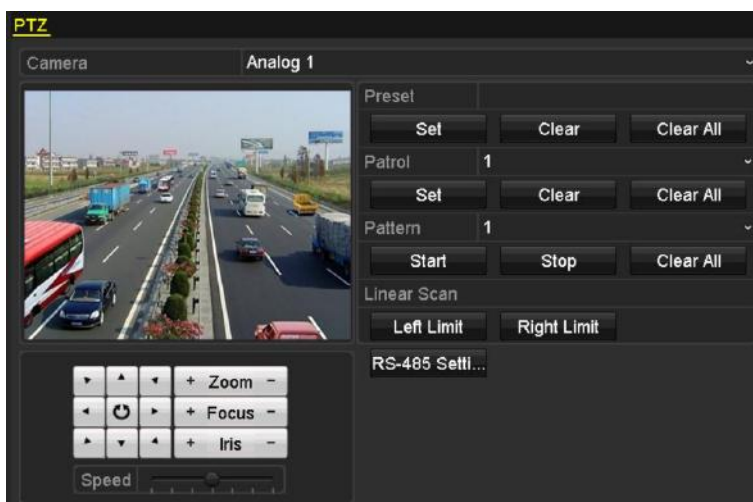 PTZ
Camera Analog 1
Preset
Set Clear Clear All
Patrol 1
Set Clear Clear All
Pattern 1
Start Stop Clear All
Linear Scan
Left Limit Right Limit
RS-485 Setti...
+ Zoom -
+ Focus -
+ Iris -
Speed